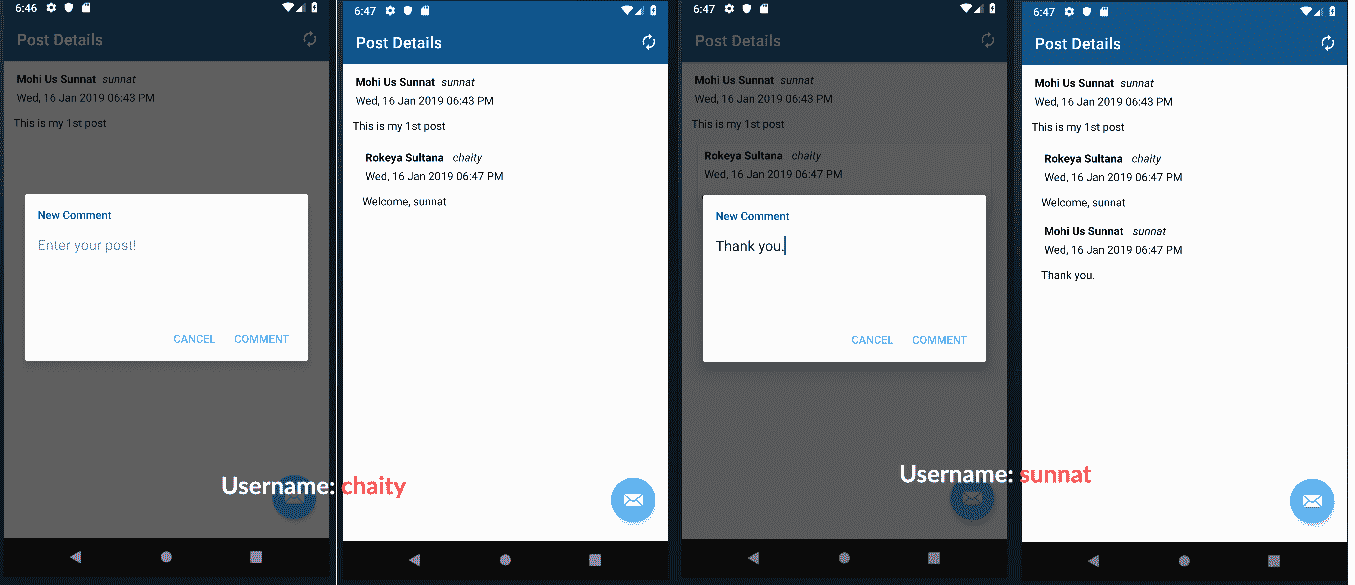 6:46
Post Details
Mohi Us Sunnat sunnat
Wed, 16 Jan 2019 06:43 PM
This is my 1st post
New Comment
Enter your post!
CANCEL COMMENT
6:47
Post Details
Mohi Us Sunnat sunnat
Wed, 16 Jan 2019 06:43 PM
This is my 1st post
Rokeya Sultana chaity
Wed, 16 Jan 2019 06:47 PM
Welcome, sunnat
Username: chaity
6:47
Post Details
Mohi Us Sunnat sunnat
Wed, 16 Jan 2019 06:43 PM
This is my 1st post
Rokeya Sultana chaity
Wed, 16 Jan 2019 06:47 PM
New Comment
Thank you.
CANCEL COMMENT
6:47
Post Details
Mohi Us Sunnat sunnat
Wed, 16 Jan 2019 06:43 PM
This is my 1st post
Rokeya Sultana chaity
Wed, 16 Jan 2019 06:47 PM
Welcome, sunnat
Mohi Us Sunnat sunnat
Wed, 16 Jan 2019 06:47 PM
Thank you.
Username: sunnat